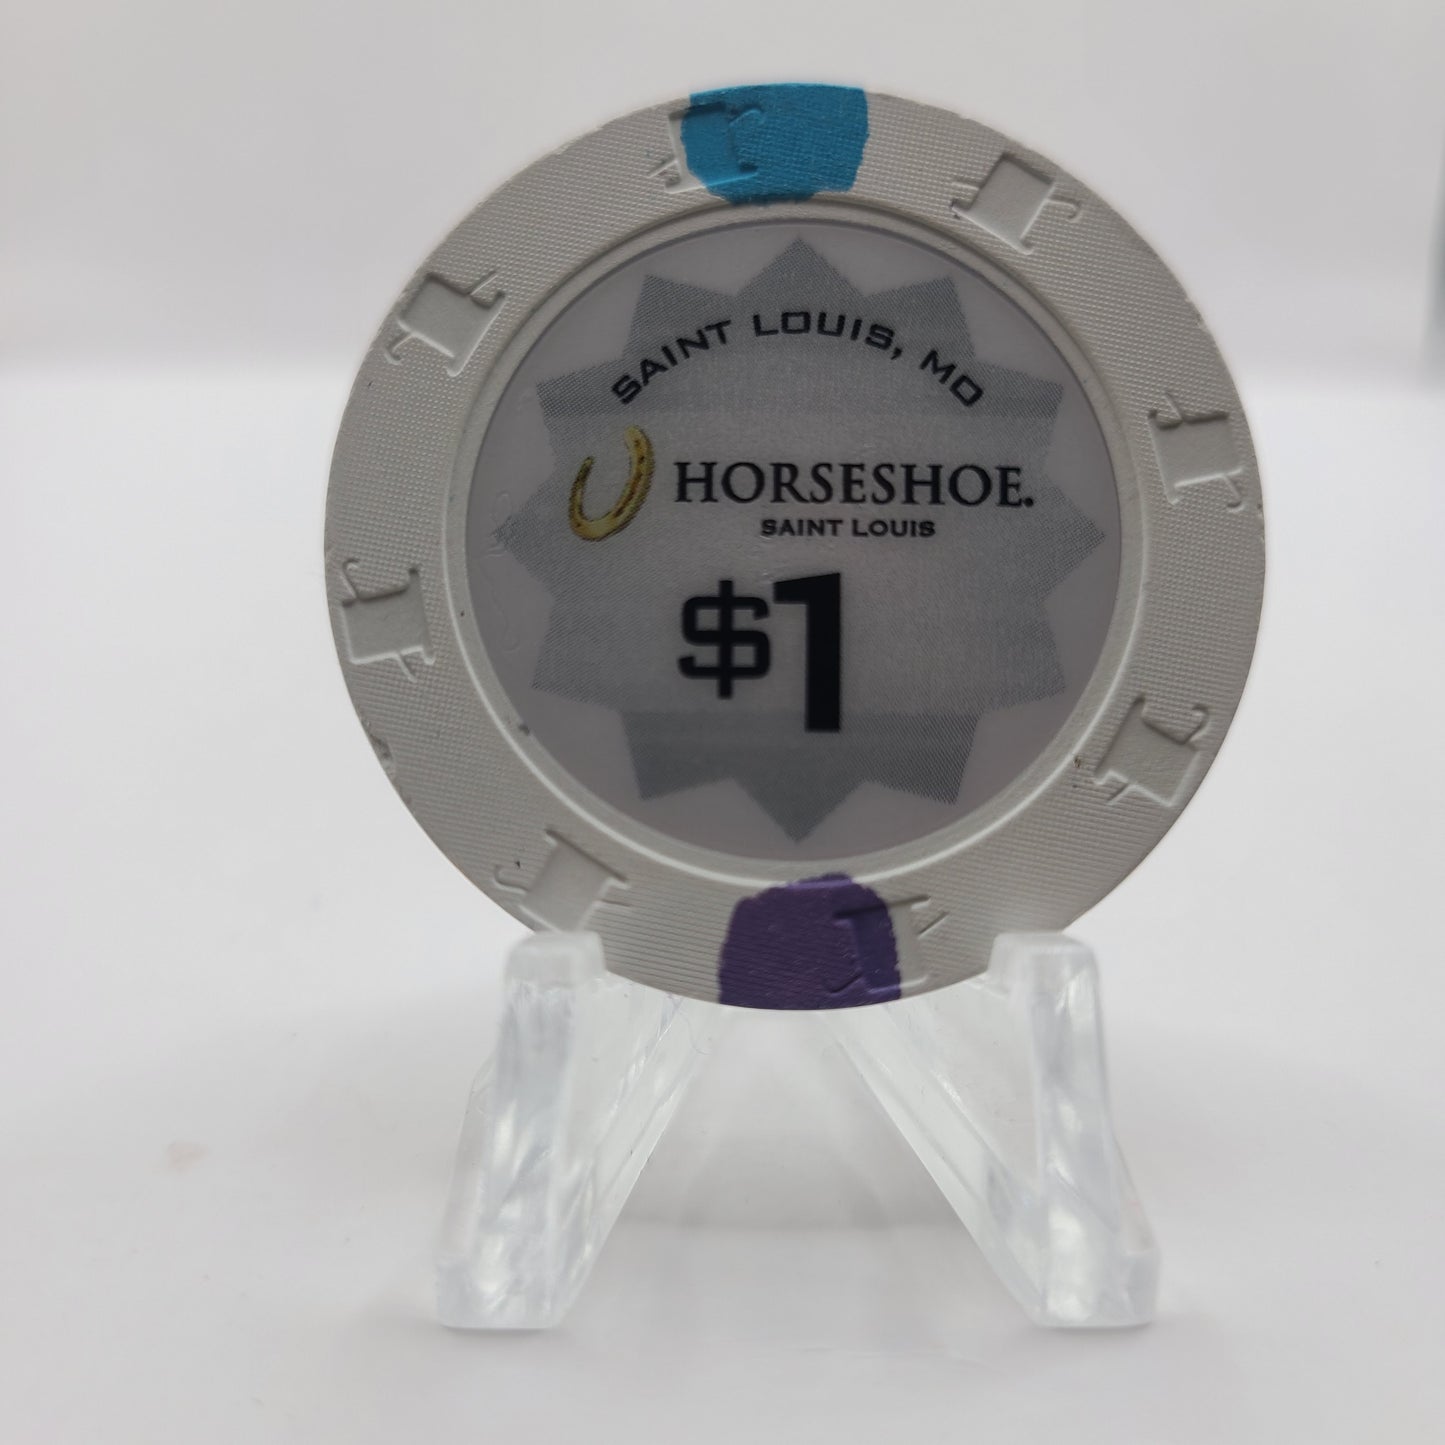 SAINT LOUIS, MO
HORSESHOE.
SAINT LOUIS
$1